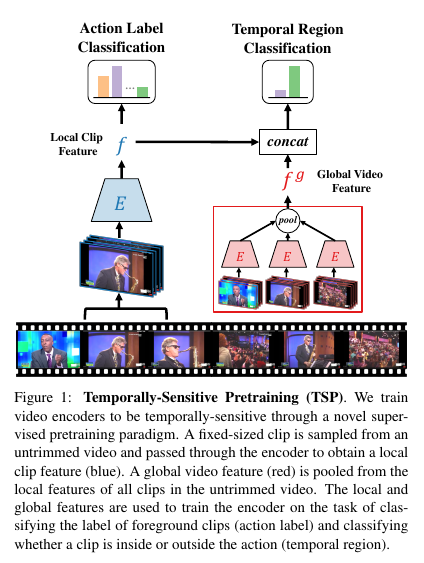 Action Label
Classification
Temporal Region
Classification
...
Local Clip
Feature
f
concat
f^g
Global Video
Feature
E
pool
E
E
E
Figure 1: Temporally-Sensitive Pretraining (TSP). We train
video encoders to be temporally-sensitive through a novel super-
vised pretraining paradigm. A fixed-sized clip is sampled from an
untrimmed video and passed through the encoder to obtain a local
clip feature (blue). A global video feature (red) is pooled from the
local features of all clips in the untrimmed video. The local and
global features are used to train the encoder on the task of clas-
sifying the label of foreground clips (action label) and classifying
whether a clip is inside or outside the action (temporal region).